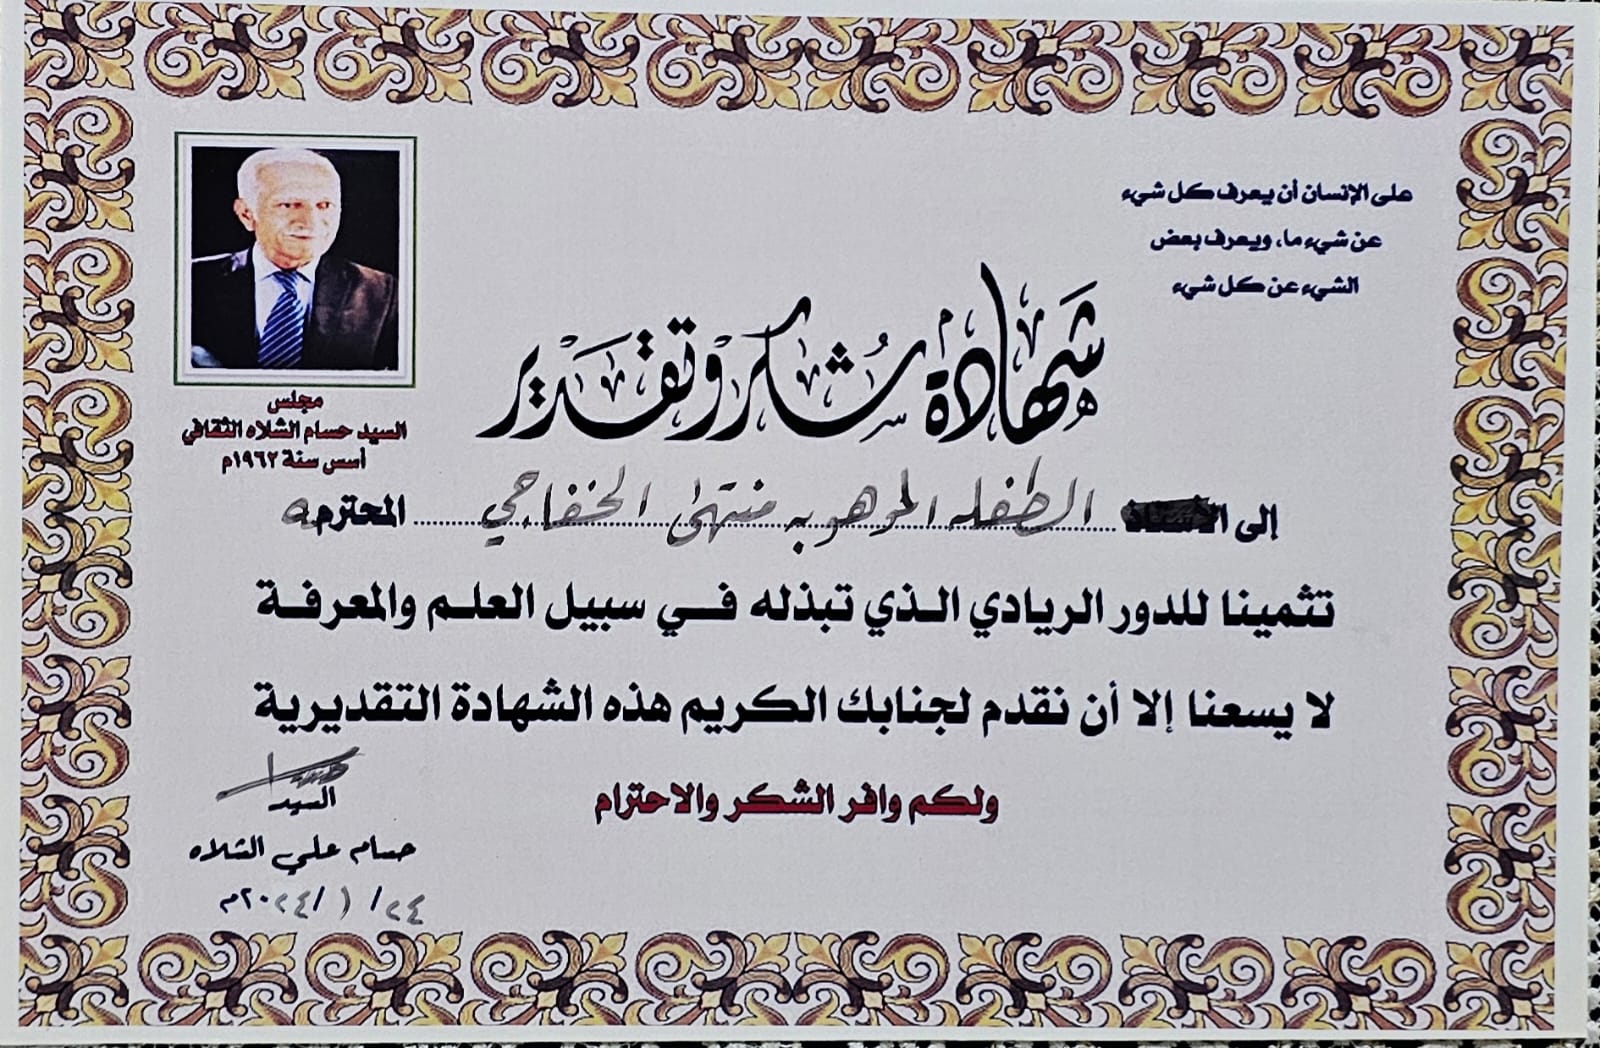 على الإنسان أن يعرف كل شيء
عن شيء ما، ويعرف بعض
الشيء عن كل شيء
مجلس
السيد حسام الشلاه الثقافي
أسس سنة ١٩٦٢م
شهادة شكر وتقدير
إلى الطفله الموهوبه منتهى الخفاجي المحترمه
تثمينا للدور الريادي الذي تبذله في سبيل العلم والمعرفة
لا يسعنا إلا أن نقدم لجنابك الكريم هذه الشهادة التقديرية
ولكم وافر الشكر والاحترام
السيد
حسام علي الشلاه
٢٤/ ١ /٢٠٢٤م